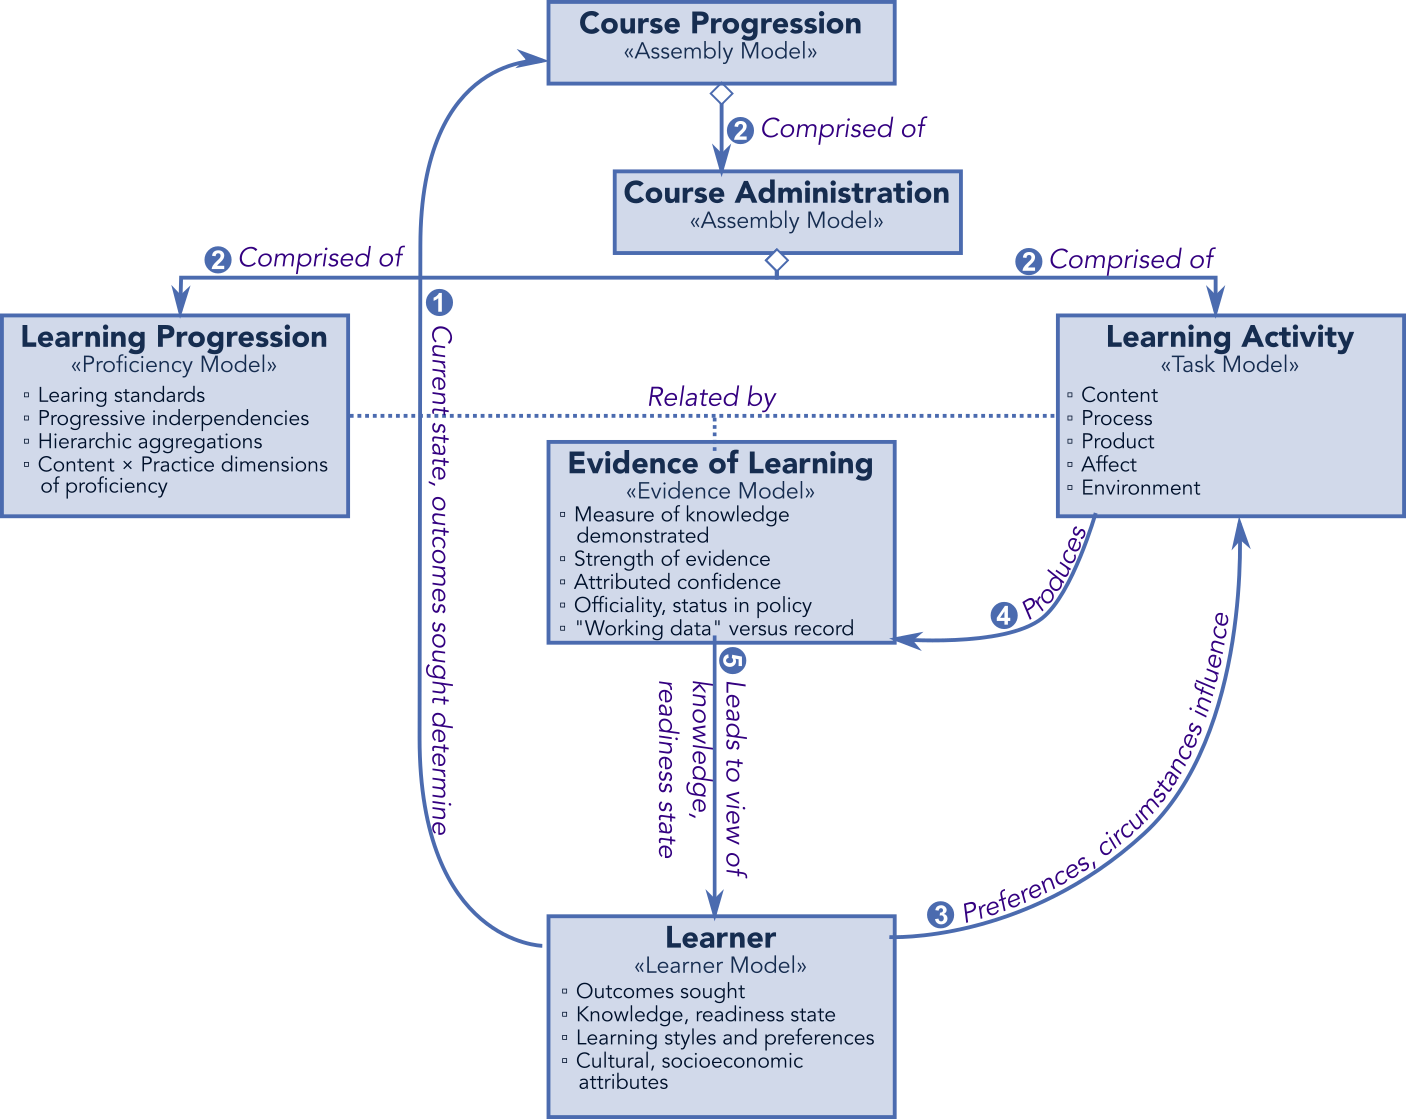 Course Progression
«Assembly Model»
2 Comprised of
Course Administration
«Assembly Model»
2 Comprised of
2 Comprised of
1 Current state, outcomes sought determine
Learning Progression
«Proficiency Model»
▫ Learing standards
▫ Progressive inderpendencies
▫ Hierarchic aggregations
▫ Content × Practice dimensions
of proficiency
Related by
Learning Activity
«Task Model»
▫ Content
▫ Process
▫ Product
▫ Affect
▫ Environment
Evidence of Learning
«Evidence Model»
▫ Measure of knowledge
demonstrated
▫ Strength of evidence
▫ Attributed confidence
▫ Officiality, status in policy
▫ "Working data" versus record
4 Produces
5 Leads to view of
knowledge,
readiness state
3 Preferences, circumstances influence
Learner
«Learner Model»
▫ Outcomes sought
▫ Knowledge, readiness state
▫ Learning styles and preferences
▫ Cultural, socioeconomic
attributes